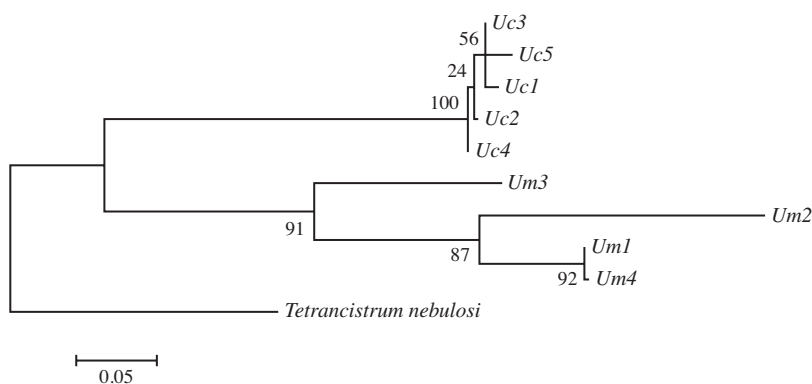 Uc3
56
Uc5
24
Uc1
100
Uc2
Uc4
Um3
Um2
91
87
Um1
92
Um4
Tetrancistrum nebulosi
0.05